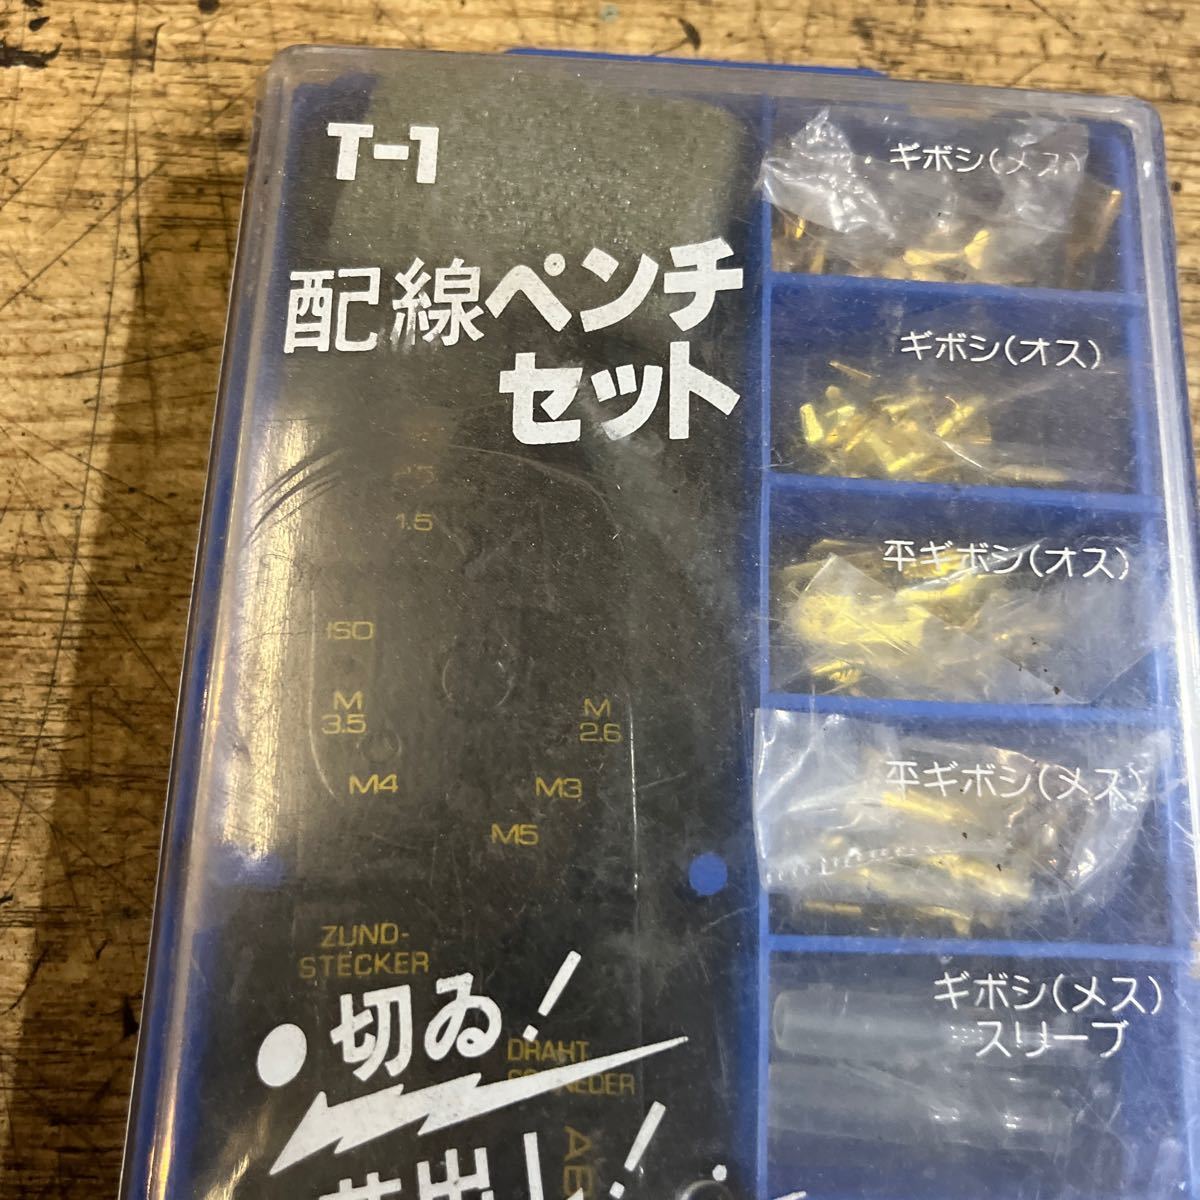 T-1
配線ペンチ
セット
ギボシ(メス)
ギボシ(オス)
平ギボシ(オス)
平ギボシ(メス)
ギボシ(メス)
スリーブ
1.5
ISO
M
3.5
M
2.6
M4
M3
M5
ZUND-
STECKER
●切る!
DRAHT
出し!